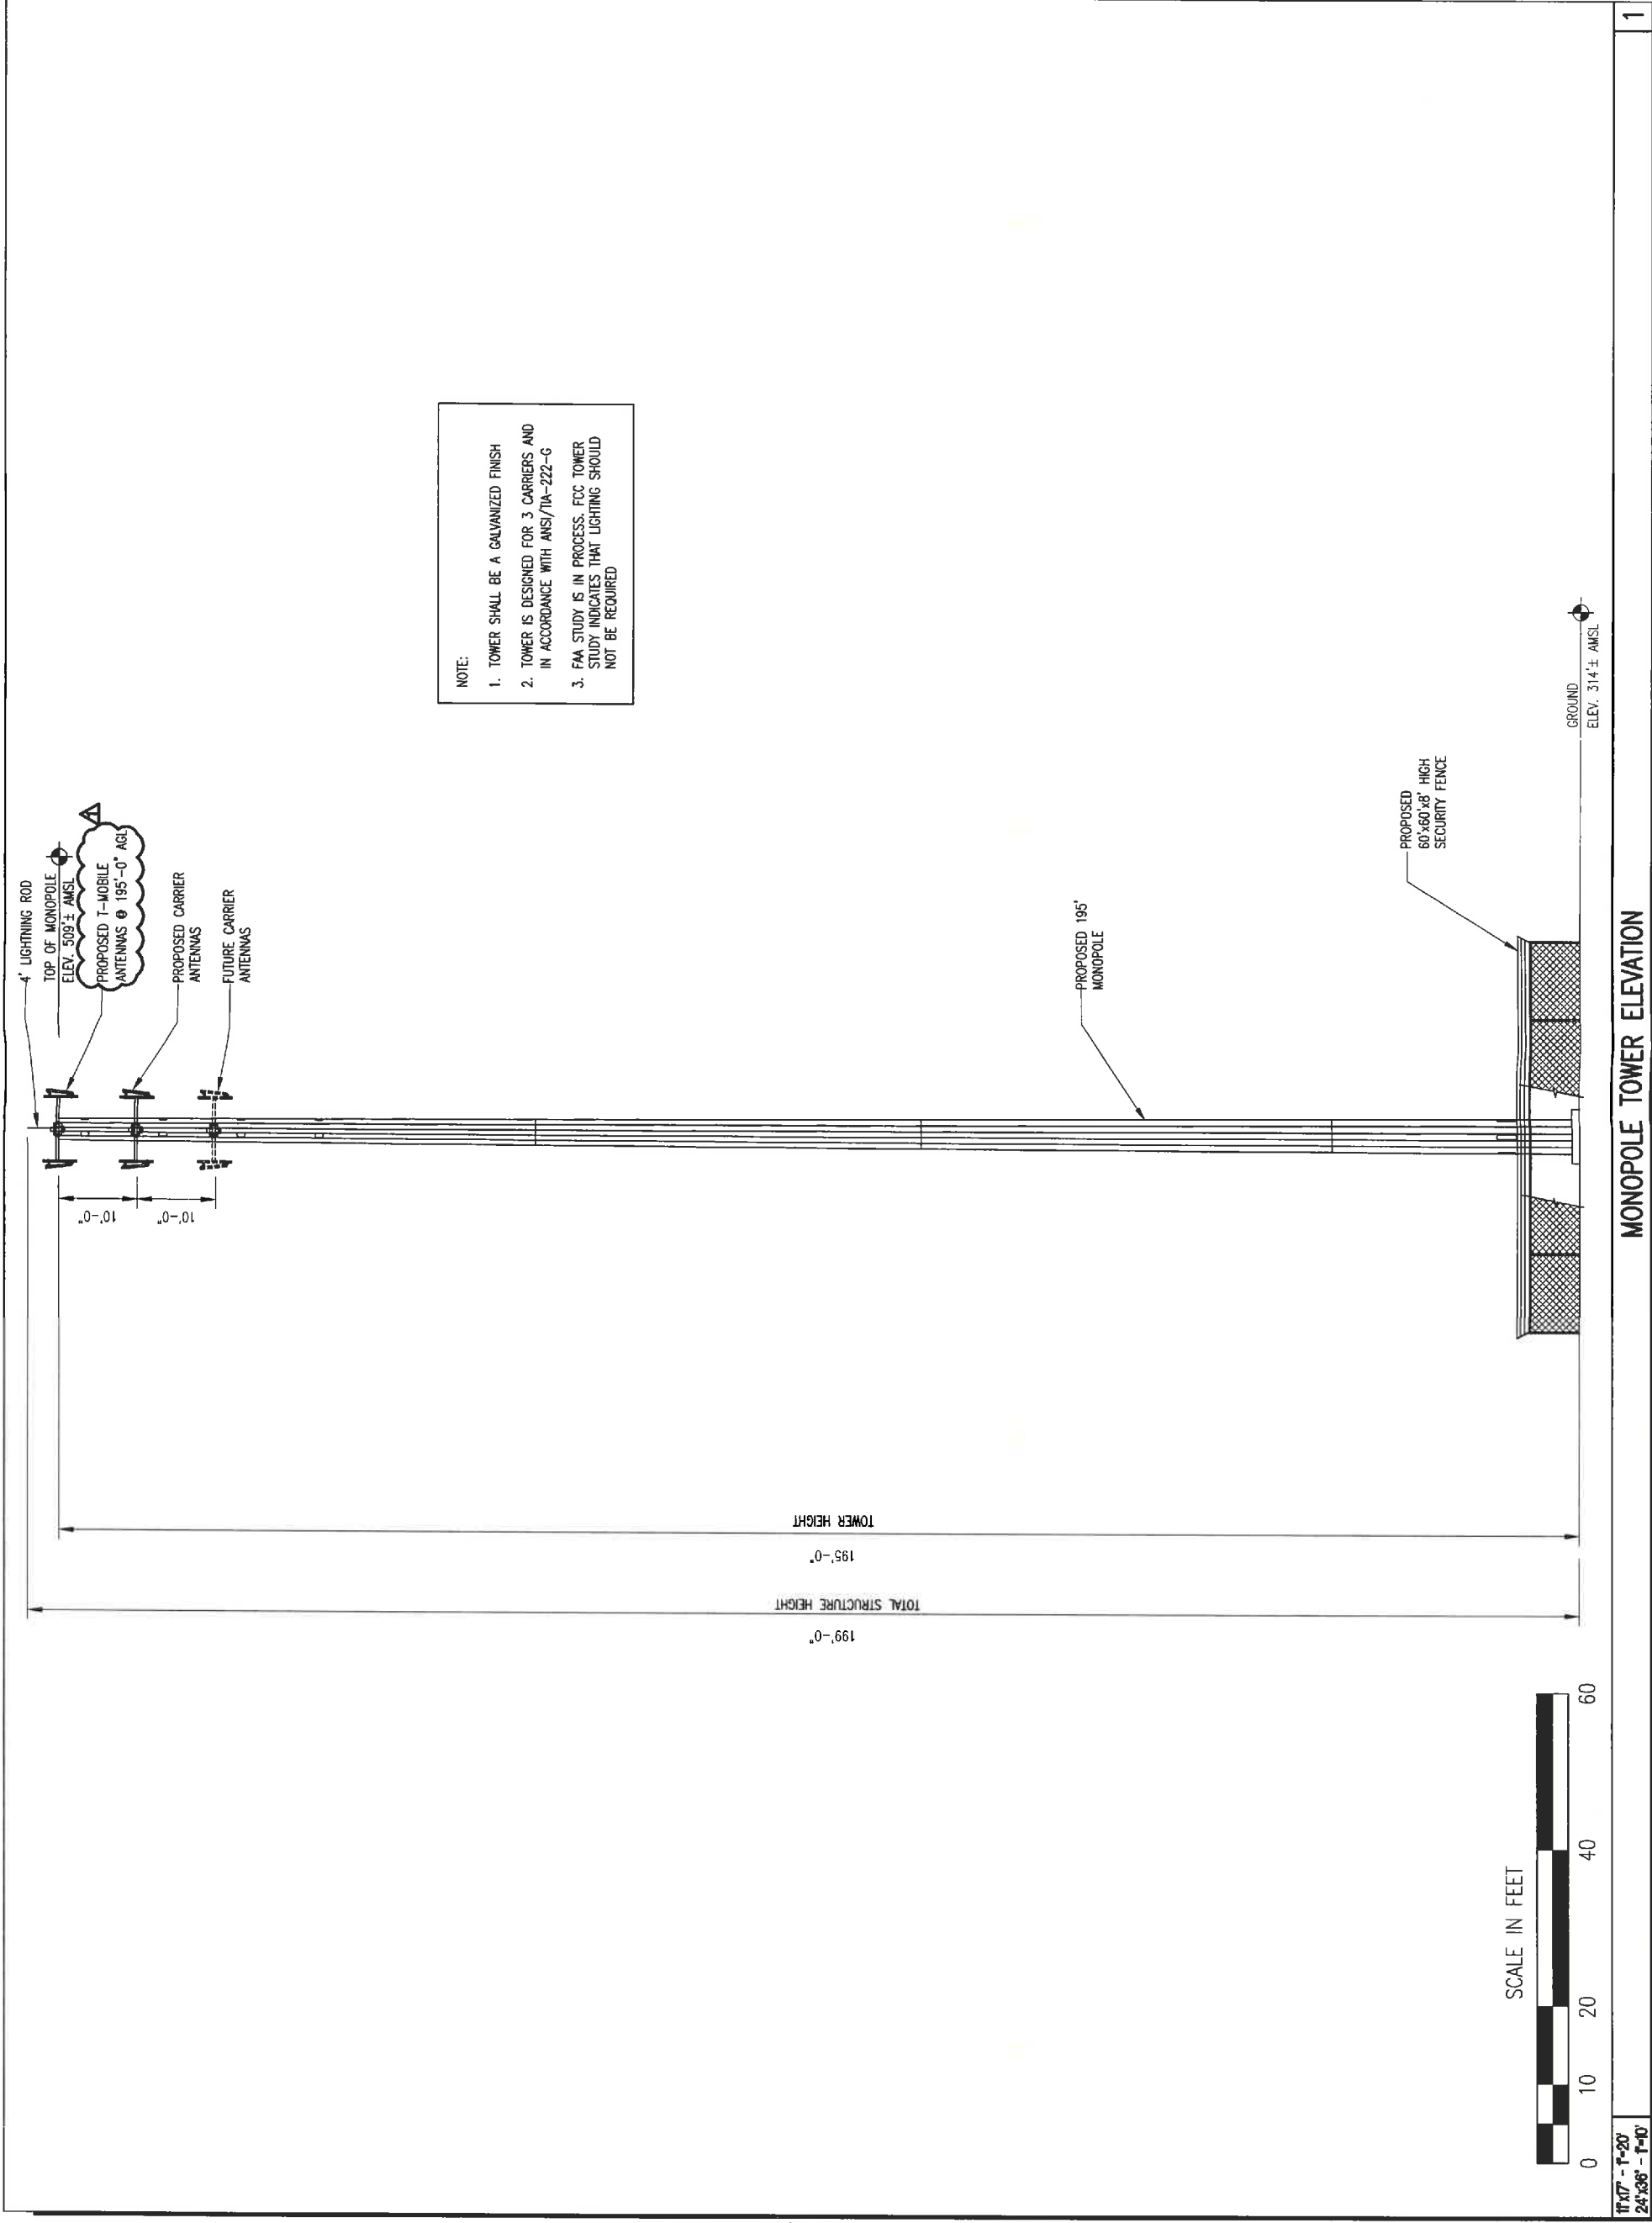 4' LIGHTNING ROD
TOP OF MONOPOLE
ELEV. 509'± AMSL
PROPOSED T-MOBILE
ANTENNAS @ 195'-0" AGL
1
PROPOSED CARRIER
ANTENNAS
FUTURE CARRIER
ANTENNAS
10'-0"
10'-0"
NOTE:
1. TOWER SHALL BE A GALVANIZED FINISH
2. TOWER IS DESIGNED FOR 3 CARRIERS AND
IN ACCORDANCE WITH ANSI/TIA-222-G
3. FAA STUDY IS IN PROCESS. FCC TOWER
STUDY INDICATES THAT LIGHTING SHOULD
NOT BE REQUIRED
PROPOSED 195'
MONOPOLE
TOWER HEIGHT
195'-0"
TOTAL STRUCTURE HEIGHT
199'-0"
PROPOSED
60'x60'x8' HIGH
SECURITY FENCE
GROUND
ELEV. 314'± AMSL
SCALE IN FEET
0 10 20 40 60
11"x17" - 1"=20'
24"x36" - 1"=10'
MONOPOLE TOWER ELEVATION
1